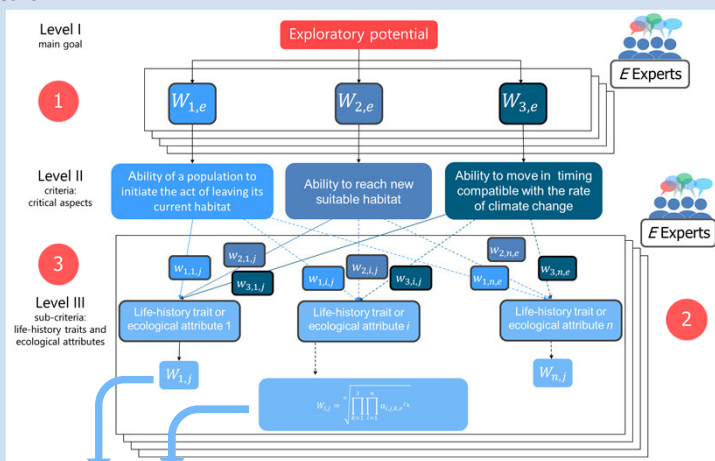 Level I
main goal
Exploratory potential
E Experts
1
W1,e
W2,e
W3,e
Level II
criteria:
critical aspects
Ability of a population to
initiate the act of leaving its
current habitat
Ability to reach new
suitable habitat
Ability to move in timing
compatible with the rate
of climate change
E Experts
3
w1,1,j
w2,1,j
w3,1,j
w1,i,j
w2,i,j
w3,i,j
w2,n,e
w1,n,e
w3,n,e
Level III
sub-criteria:
life-history traits and
ecological attributes
Life-history trait or
ecological attribute 1
Life-history trait or
ecological attribute i
Life-history trait or
ecological attribute n
2
W1,j
Wn,j